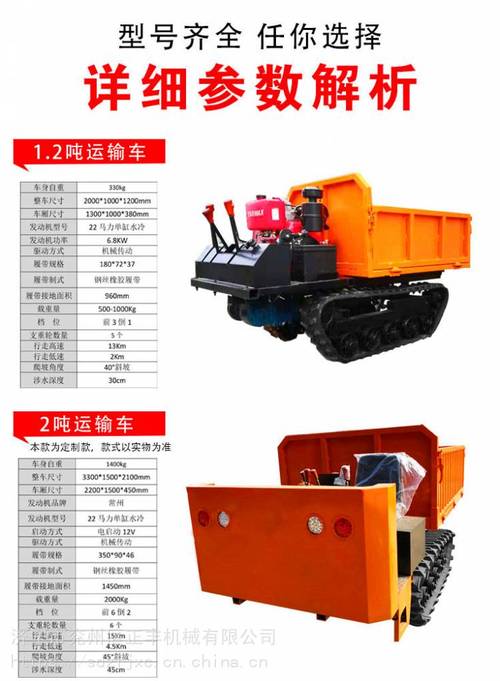 型号齐全 任你选择
详细参数解析
1.2吨运输车
车身自重 330kg
整车尺寸 2000*1000*1200mm
车厢尺寸 1300*1000*380mm
发动机型号 22马力单缸水冷
发动机功率 6.8KW
驱动方式 机械传动
履带规格 180*72*37
履带制式 钢丝橡胶履带
履带接地面积 960mm
载重量 500-1000Kg
档 位 前3倒1
支重轮数量 5个
行走高速 13Km
行走低速 2Km
爬坡角度 40°斜坡
涉水深度 30cm
2吨运输车
本款为定制款，款式以实物为准
车身自重 1400kg
整车尺寸 3300*1500*2100mm
车厢尺寸 2200*1500*450mm
发动机品牌 常州
发动机型号 22马力单缸水冷
启动方式 电启动12V
驱动方式 机械传动
履带规格 350*90*46
履带制式 钢丝橡胶履带
履带接地面积 1450mm
载重量 2000Kg
档 位 前6倒2
支重轮数量 6个
行走高速 15Km
行走低速 4.5Km
爬坡角度 45°斜坡
涉水深度 45cm
正丰机械有限公司